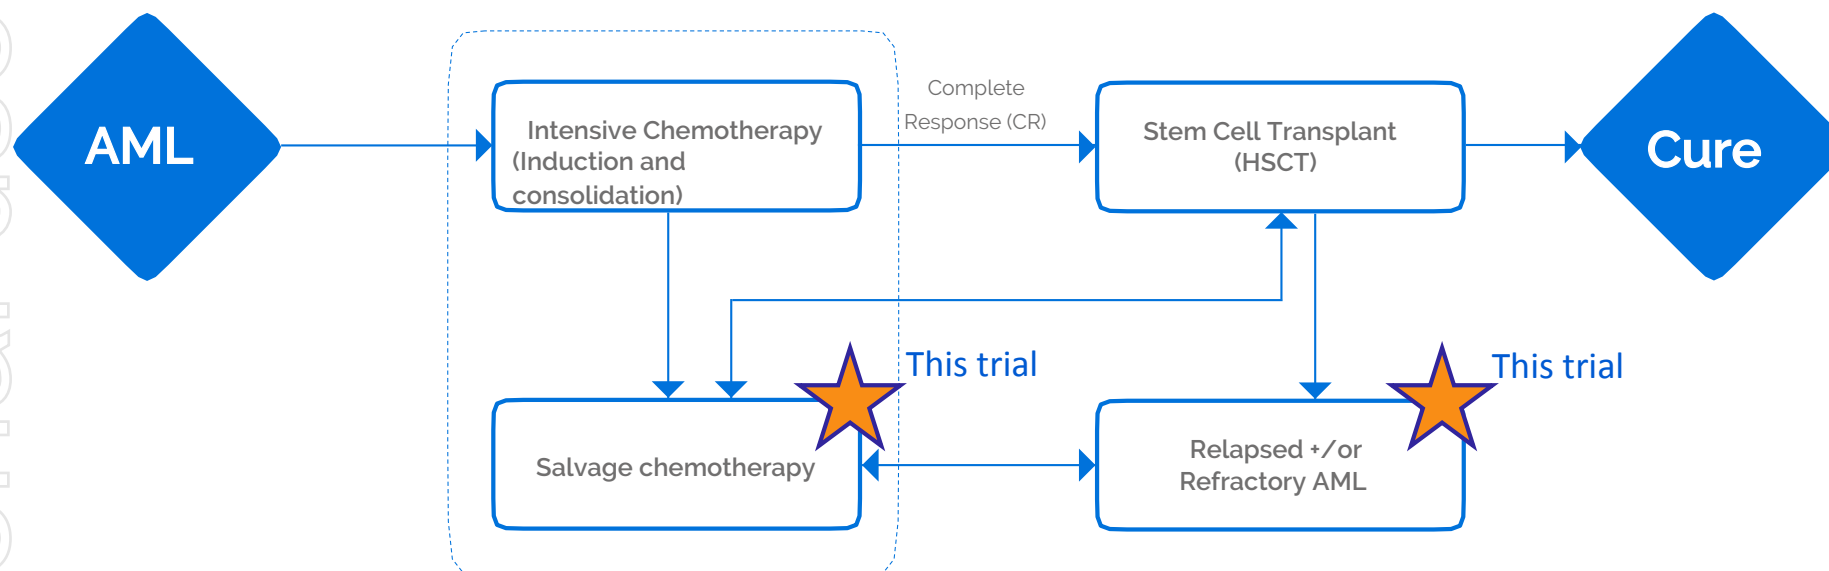 AML
Intensive Chemotherapy
(Induction and
consolidation)
Complete
Response (CR)
Stem Cell Transplant
(HSCT)
Cure
This trial
This trial
Salvage chemotherapy
Relapsed +/or
Refractory AML